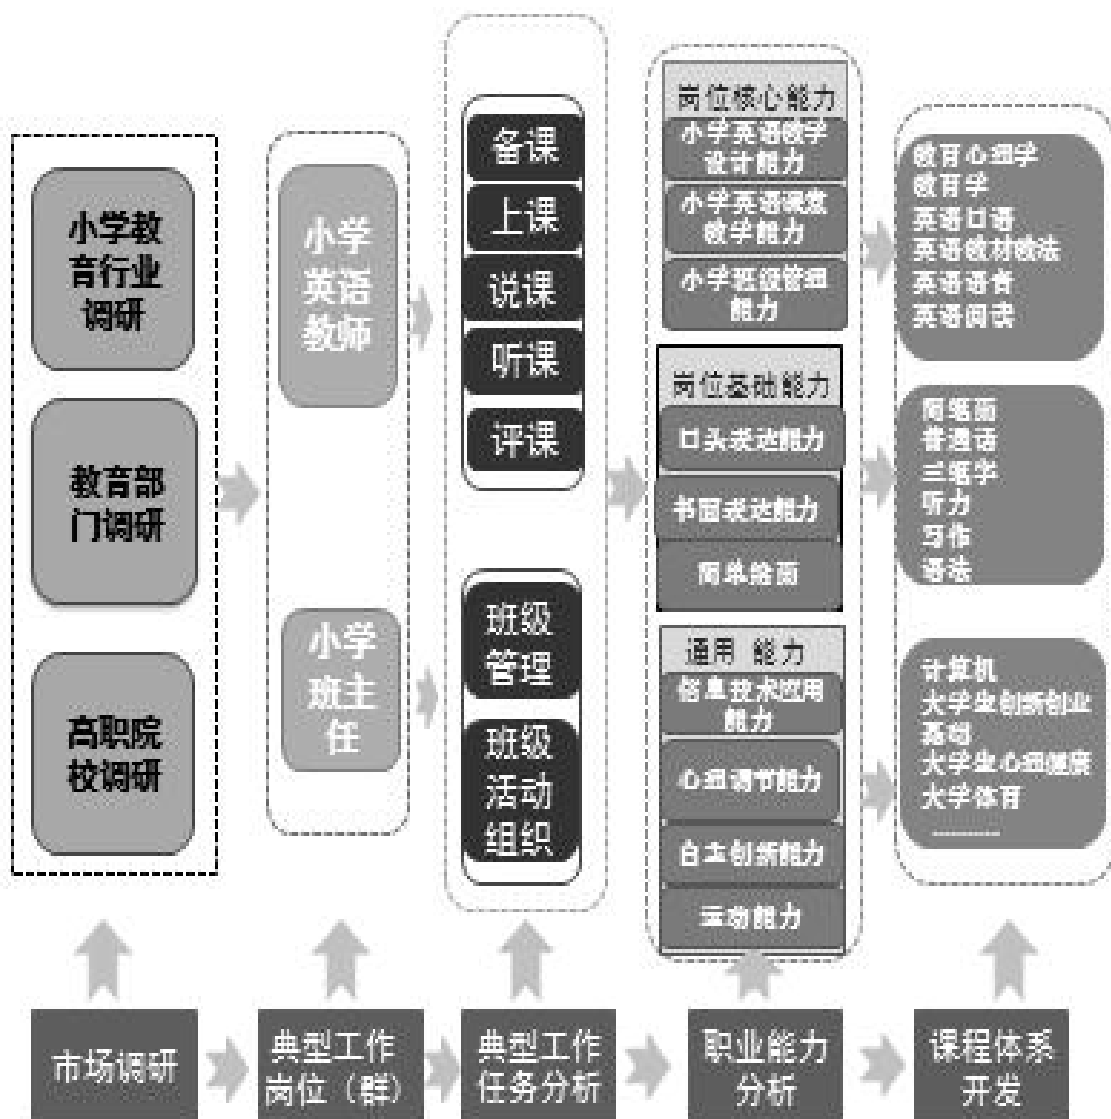 小学教
育行业
调研
教育部
门调研
高职院
校调研
小学
英语
教师
小学
班主
任
备课
上课
说课
听课
评课
班级
管理
班级
活动
组织
岗位核心能力
小学英语教学
设计能力
小学英语课堂
教学能力
小学班级管理
能力
岗位基础能力
口头表达能力
书面表达能力
简单绘画
通用 能力
信息技术应用
能力
心理调节能力
自主创新能力
运动能力
教育心理学
教育学
英语口语
英语教材教法
英语语音
英语阅读
简笔画
普通话
三笔字
听力
写作
语法
计算机
大学生创新创业
基础
大学生心理健康
大学体育
市场调研
典型工作
岗位（群）
典型工作
任务分析
职业能力
分析
课程体系
开发